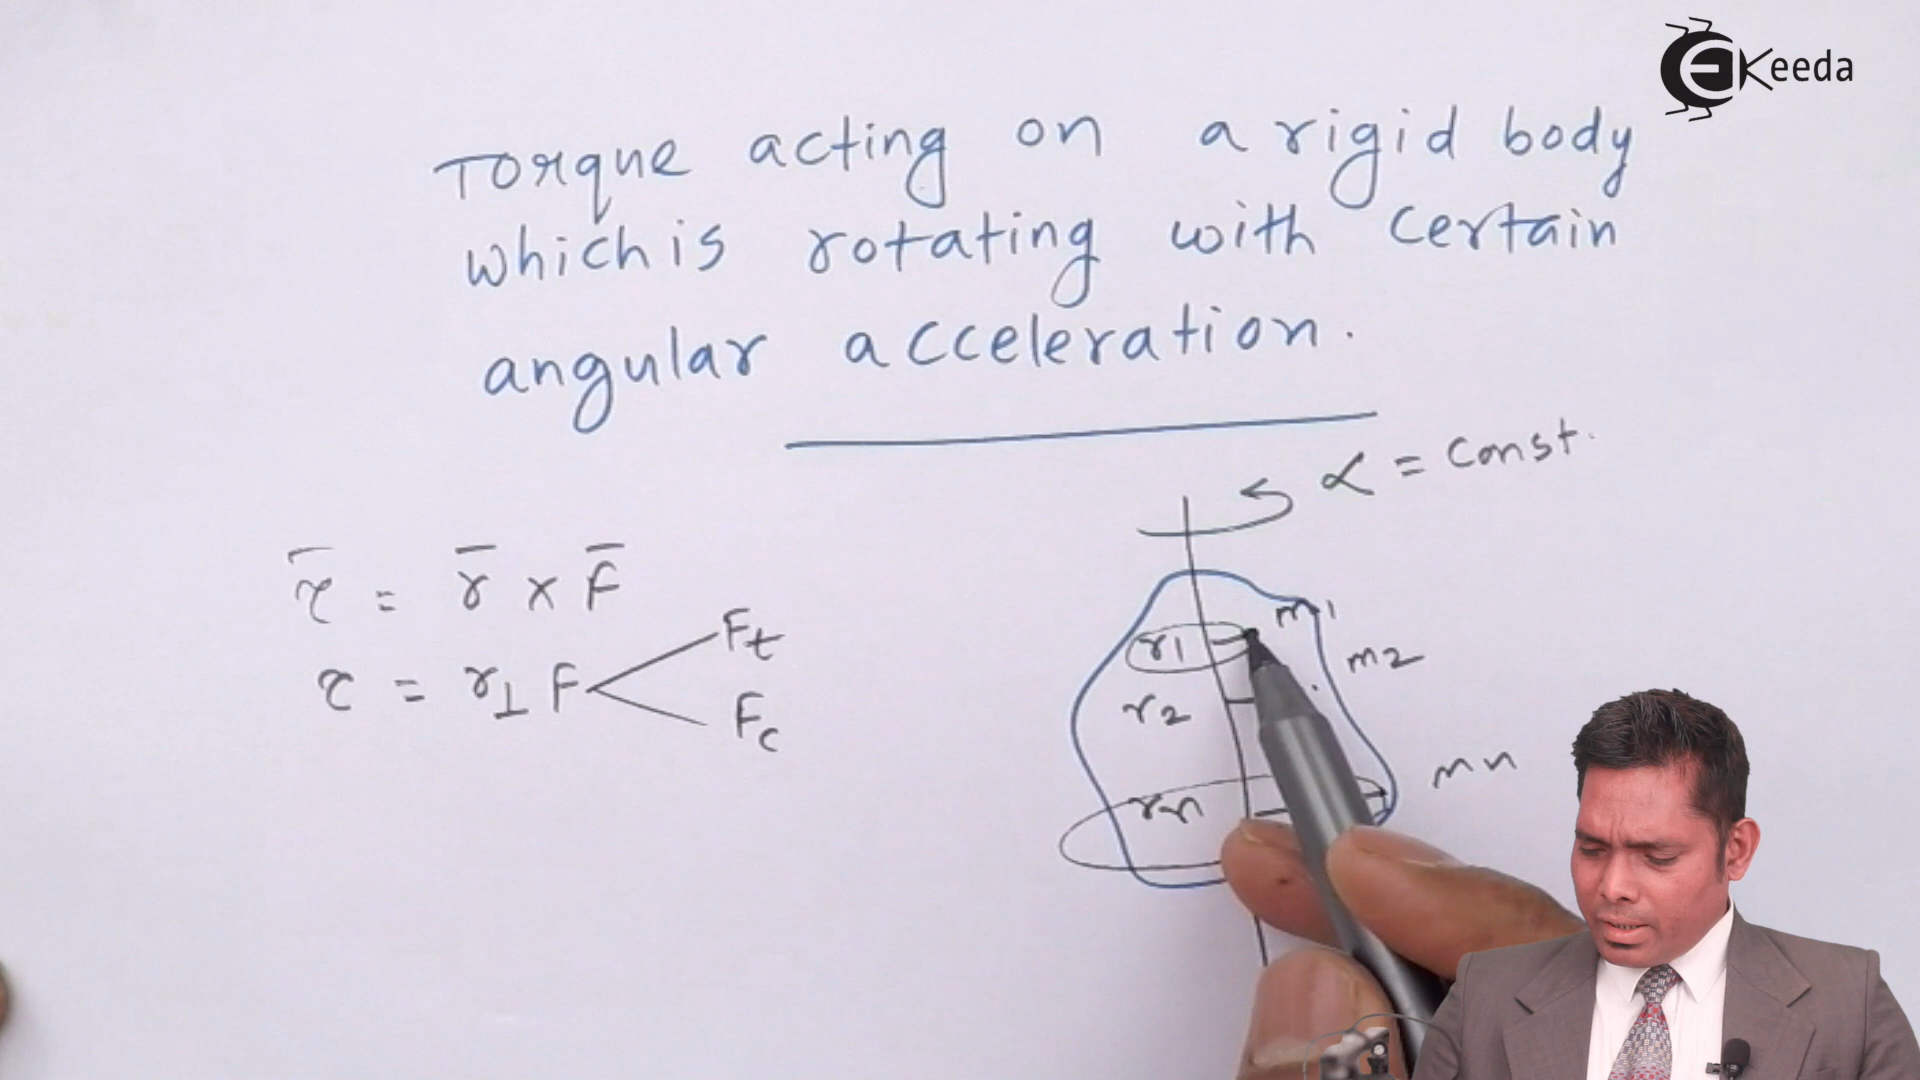 EKeeda
Torque acting on a rigid body
which is rotating with certain
angular acceleration.
α = const.
τ̄ = r̄ × F̄
τ = r⊥ F
Ft
Fc
m1
r1
m2
r2
mn
rn